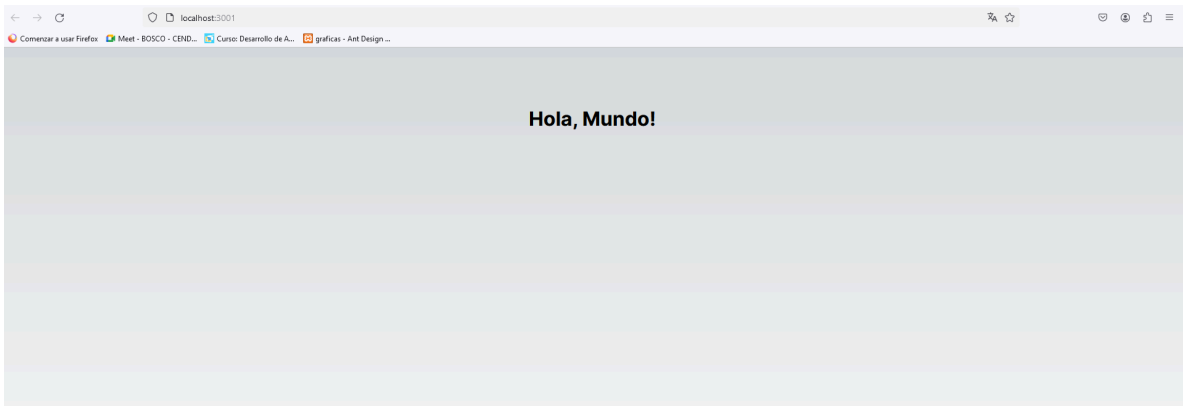 localhost:3001
Comenzar a usar Firefox Meet - BOSCO - CEND... Curso: Desarrollo de A... graficas - Ant Design ...
Hola, Mundo!